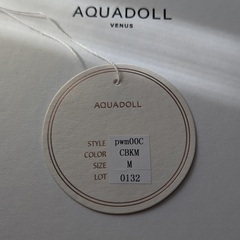 AQUADOLL
VENUS
AQUADOLL
STYLE pwm00C
COLOR CBKM
SIZE M
LOT 0132